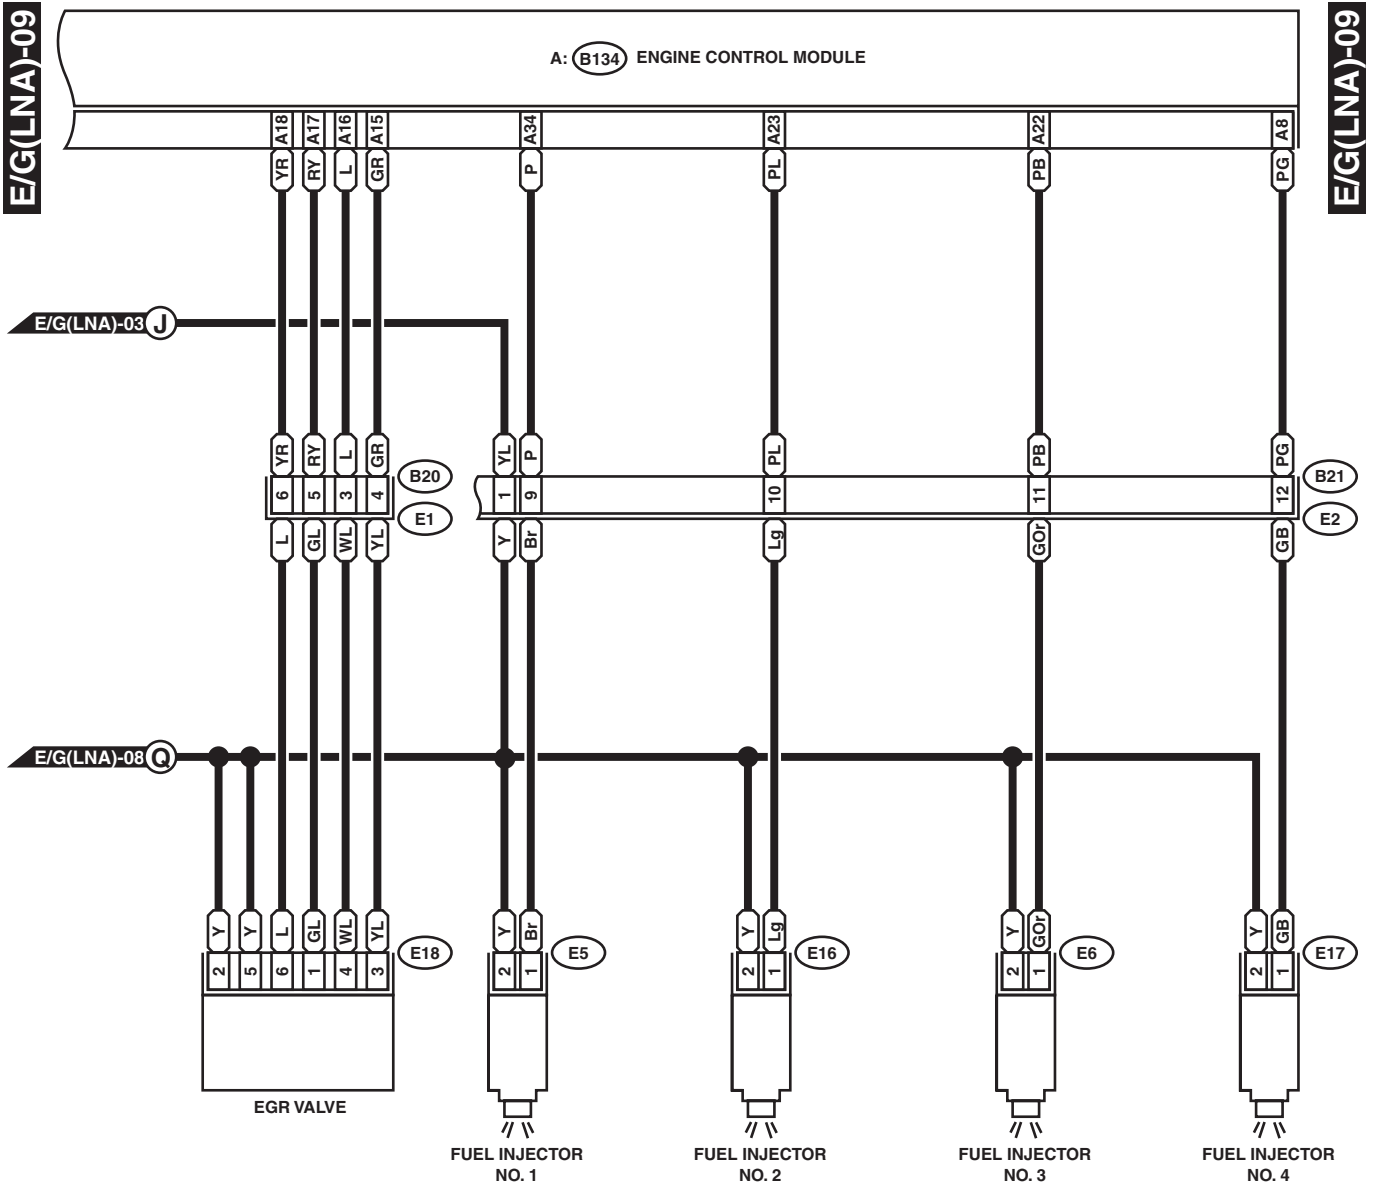 E/G(LNA)-09
E/G(LNA)-09
A: B134 ENGINE CONTROL MODULE
A18 A17 A16 A15 A34 A23 A22 A8
YR RY L GR P PL PB PG
E/G(LNA)-03 J
YR RY L GR YL P PL PB PG
B20 B21
6 5 3 4 1 9 10 11 12
E1 E2
L GL WL YL Y Br Lg GOr GB
E/G(LNA)-08 Q
Y Y L GL WL YL Y Br Y Lg Y GOr Y GB
E18 E5 E16 E6 E17
2 5 6 1 4 3 2 1 2 1 2 1 2 1
EGR VALVE
FUEL INJECTOR
NO. 1
FUEL INJECTOR
NO. 2
FUEL INJECTOR
NO. 3
FUEL INJECTOR
NO. 4